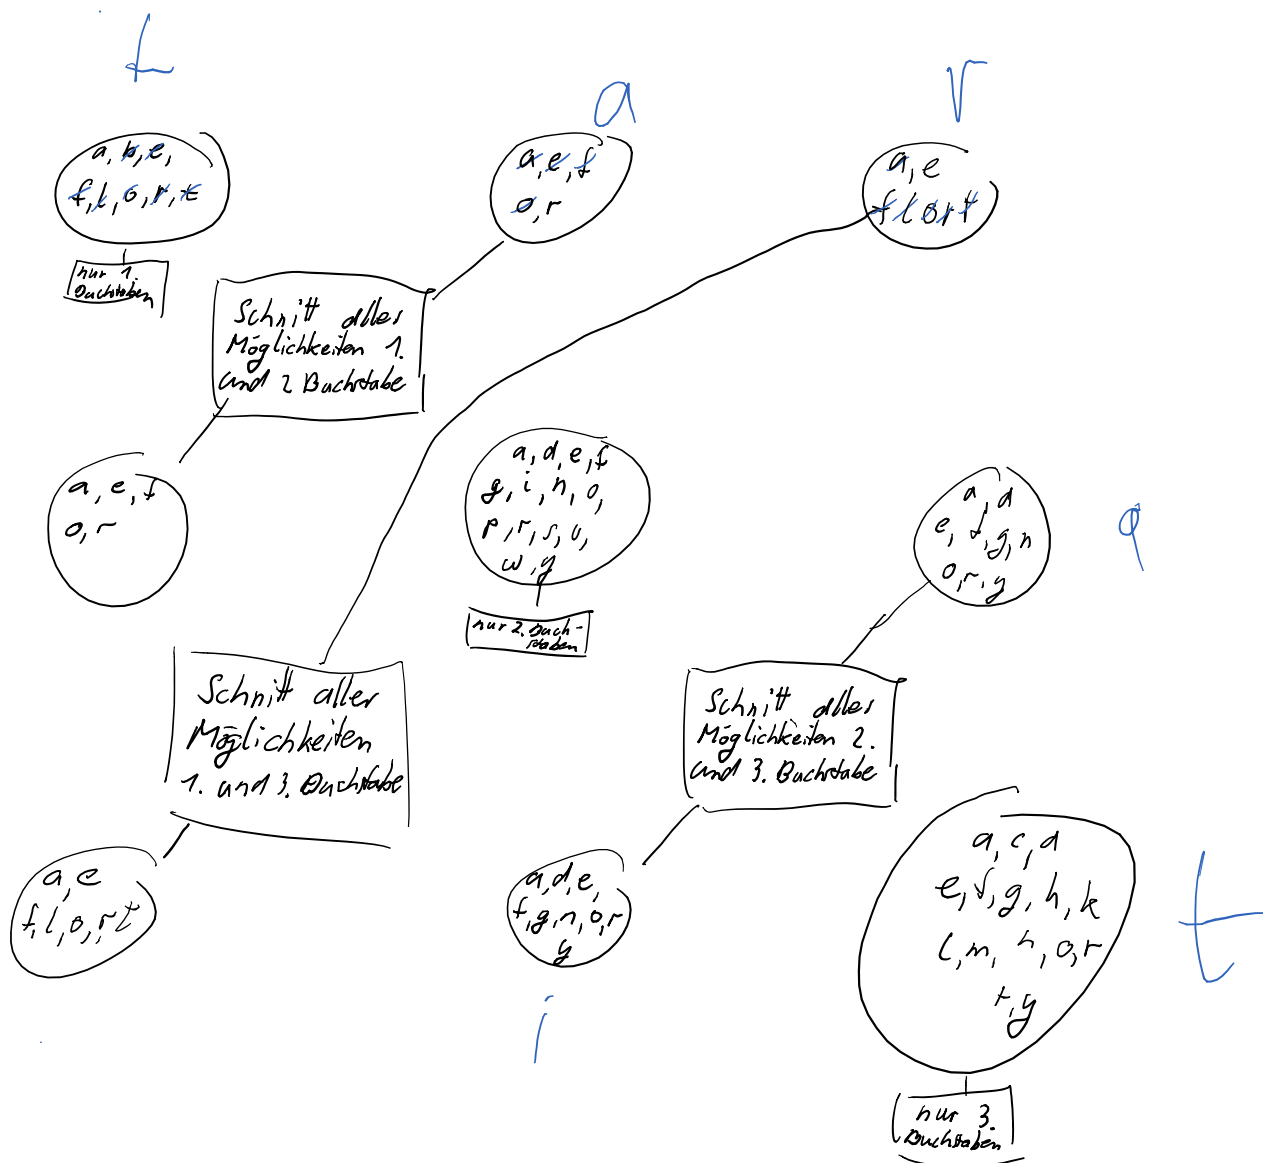 t
a
r
a, b, e,
f, l, o, r, t
nur 1.
Buchstaben
a, e, f
o, r
a, e
f l o r t
Schnitt aller
Möglichkeiten 1.
und 2 Buchstabe
a, e, f
o, r
a, d, e, f
g, i, n, o,
p, r, s, u,
w, y
nur 2. Buch-
staben
a, d
e, f, g, n
o, r, y
Schnitt aller
Möglichkeiten
1. und 3. Buchstabe
a, e
f, l, o, r, t
Schnitt aller
Möglichkeiten 2.
und 3. Buchstabe
a, d, e,
f, g, n, o, r
y
i
a, c, d
e, f, g, h, k
l, m, n, o, r
t, y
t
nur 3.
Buchstaben